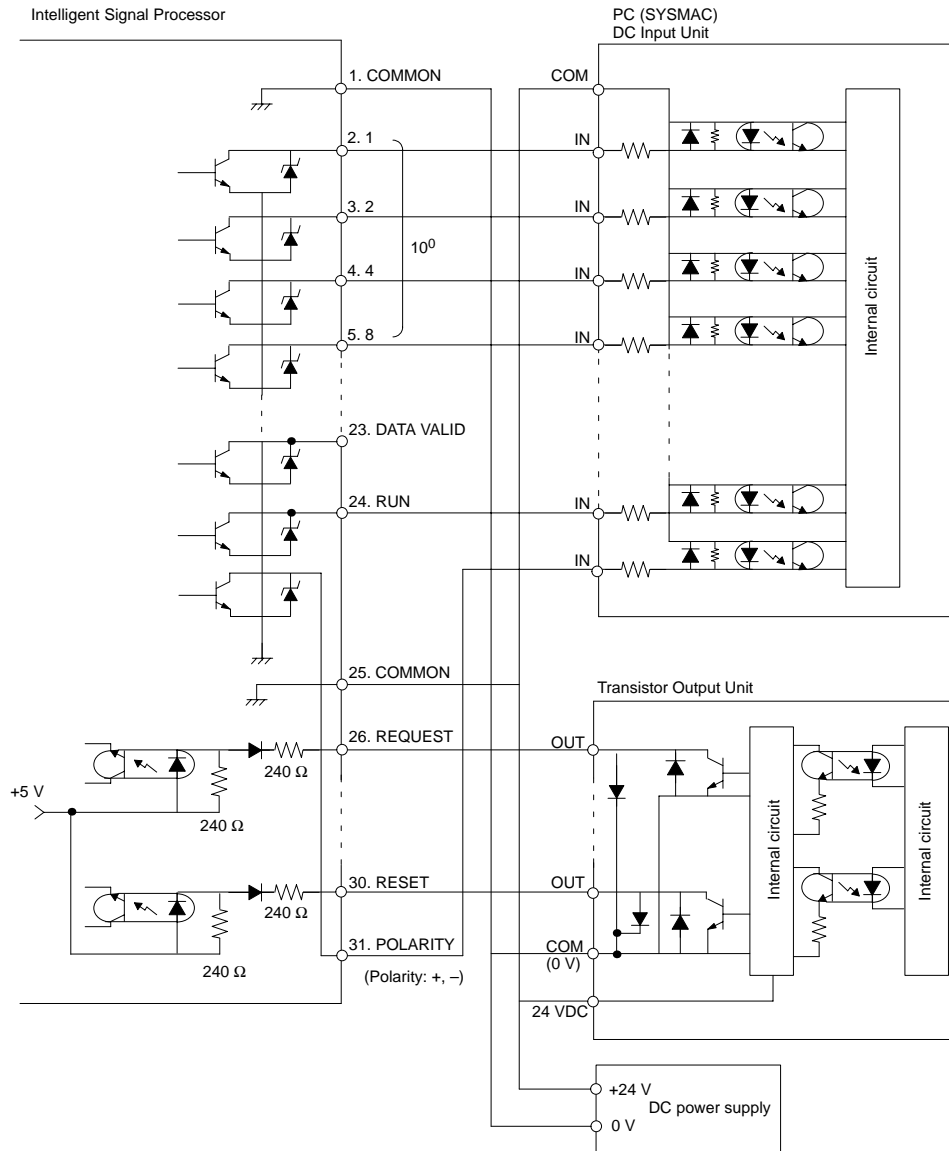 Intelligent Signal Processor
PC (SYSMAC)
DC Input Unit
1. COMMON
COM
2. 1
IN
3. 2
IN
10⁰
4. 4
IN
5. 8
IN
Internal circuit
23. DATA VALID
24. RUN
IN
IN
25. COMMON
Transistor Output Unit
26. REQUEST
OUT
240 Ω
+5 V
240 Ω
Internal circuit
Internal circuit
30. RESET
OUT
240 Ω
31. POLARITY
COM
(0 V)
240 Ω
(Polarity: +, –)
24 VDC
+24 V
DC power supply
0 V